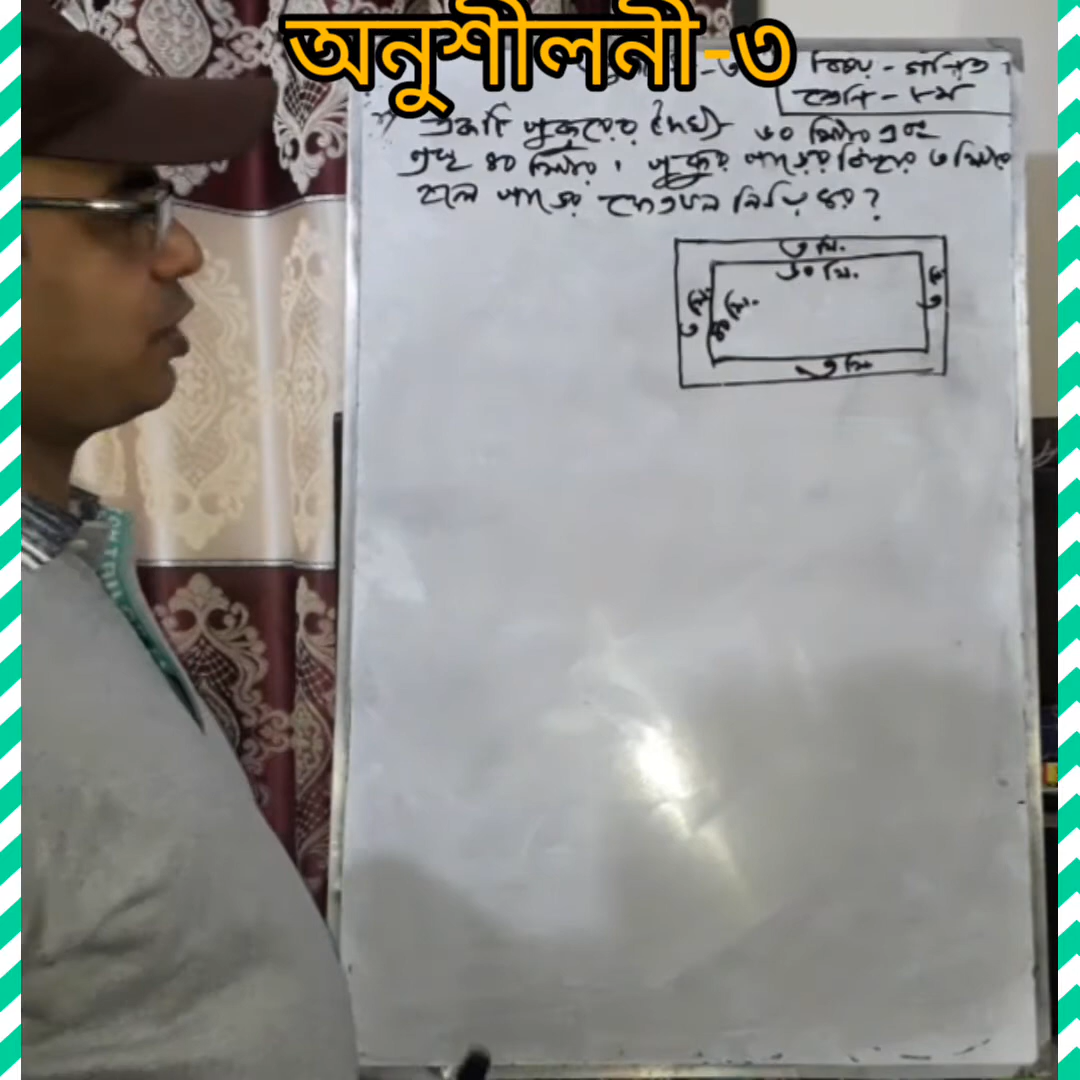 অনুশীলনী-৩
বিষয় - গণিত।
শ্রেণি - ৮ম
একটি পুকুরের দৈর্ঘ্য ৬০ মিটার এবং
প্রস্থ ৪০ মিটার। পুকুর পাড়ের বিস্তার ৩ মিটার
হলে পাড়ের ক্ষেত্রফল নির্ণয় কর?
৩ মি.
৬০ মি.
৩ মি.
৪০ মি.
৩ মি.
৩ মি